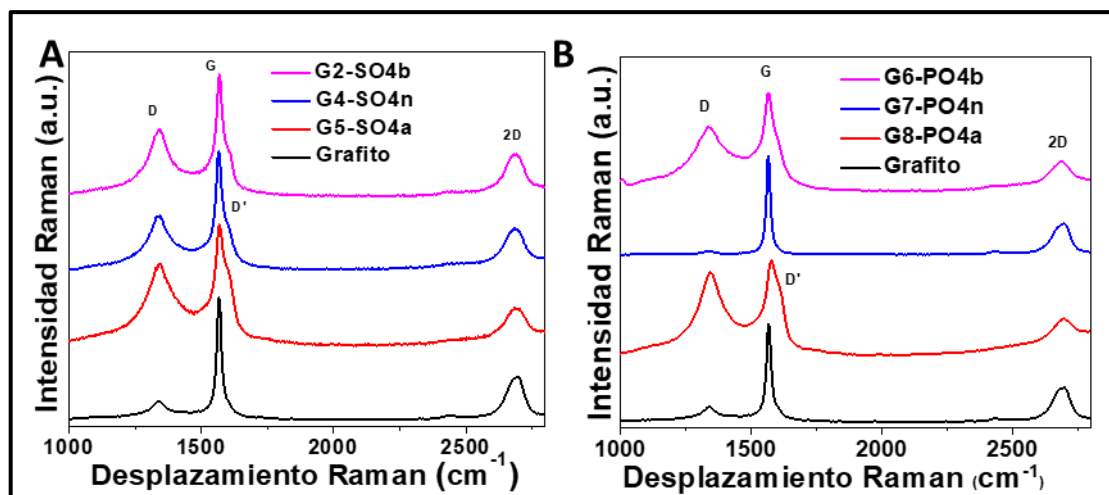 A
Intensidad Raman (a.u.)
D
G
D'
2D
G2-SO4b
G4-SO4n
G5-SO4a
Grafito
1000 1500 2000 2500
Desplazamiento Raman (cm-1)
B
Intensidad Raman (a.u.)
D
G
D'
2D
G6-PO4b
G7-PO4n
G8-PO4a
Grafito
1000 1500 2000 2500
Desplazamiento Raman (cm-1)